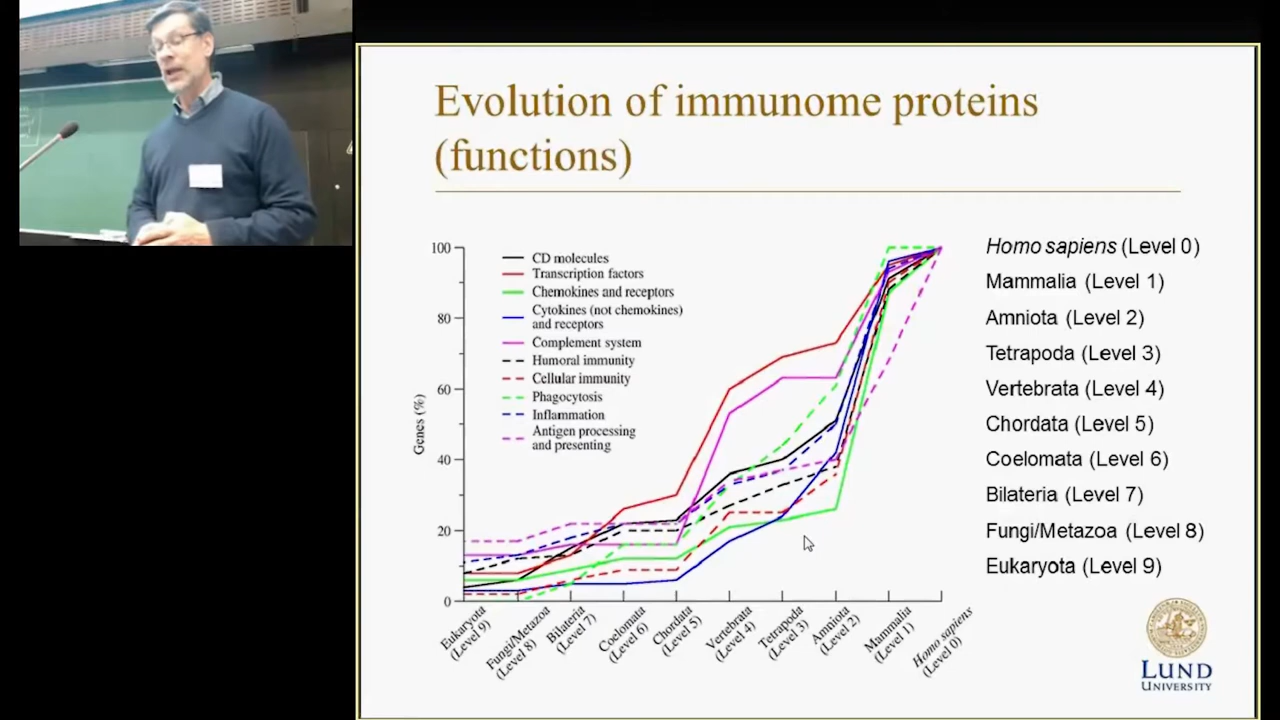 Evolution of immunome proteins
(functions)
100
80
60
40
20
0
Genes (%)
CD molecules
Transcription factors
Chemokines and receptors
Cytokines (not chemokines)
and receptors
Complement system
Humoral immunity
Cellular immunity
Phagocytosis
Inflammation
Antigen processing
and presenting
Eukaryota
(Level 9)
Fungi/Metazoa
(Level 8)
Bilateria
(Level 7)
Coelomata
(Level 6)
Chordata
(Level 5)
Vertebrata
(Level 4)
Tetrapoda
(Level 3)
Amniota
(Level 2)
Mammalia
(Level 1)
Homo sapiens
(Level 0)
Homo sapiens (Level 0)
Mammalia (Level 1)
Amniota (Level 2)
Tetrapoda (Level 3)
Vertebrata (Level 4)
Chordata (Level 5)
Coelomata (Level 6)
Bilateria (Level 7)
Fungi/Metazoa (Level 8)
Eukaryota (Level 9)
LUND
UNIVERSITY